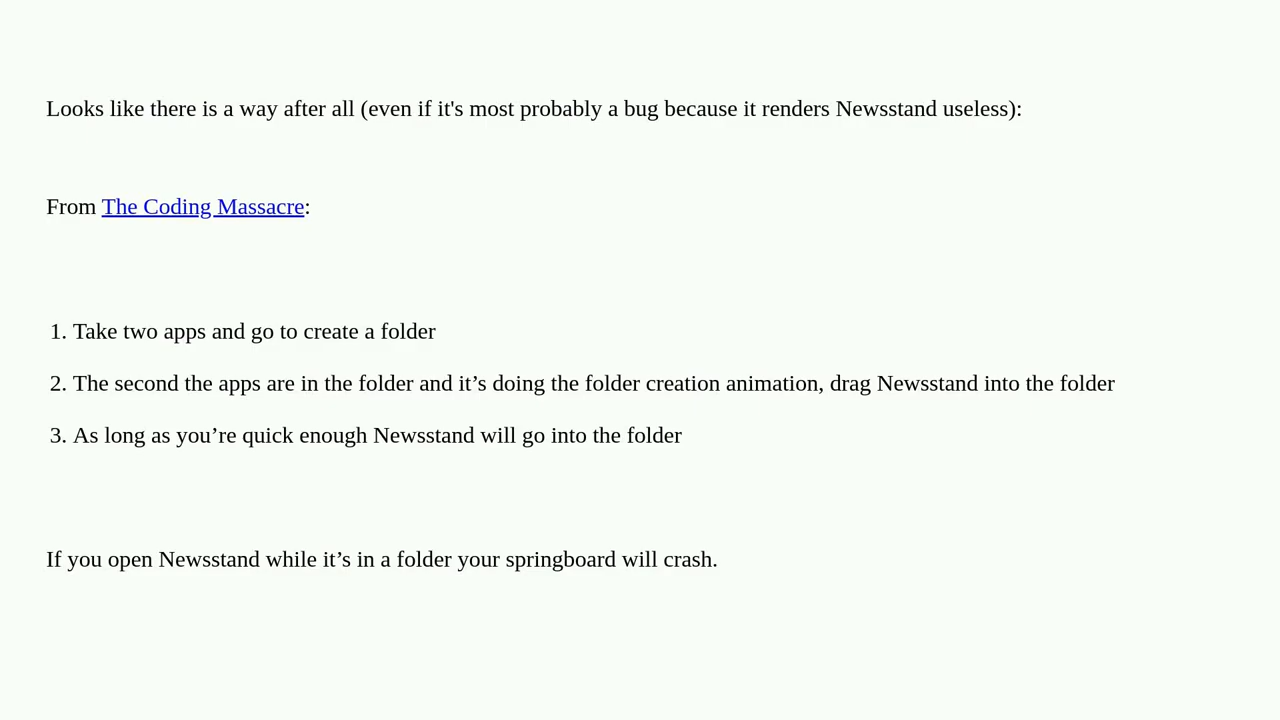 Looks like there is a way after all (even if it's most probably a bug because it renders Newsstand useless):
From The Coding Massacre:
1. Take two apps and go to create a folder
2. The second the apps are in the folder and it’s doing the folder creation animation, drag Newsstand into the folder
3. As long as you’re quick enough Newsstand will go into the folder
If you open Newsstand while it’s in a folder your springboard will crash.